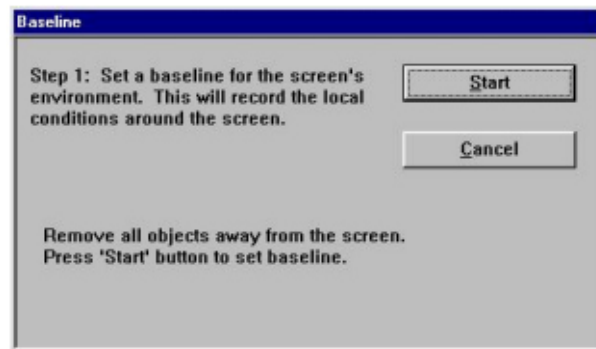 Baseline
Step 1:  Set a baseline for the screen's
environment.  This will record the local
conditions around the screen.
Start
Cancel
Remove all objects away from the screen.
Press 'Start' button to set baseline.